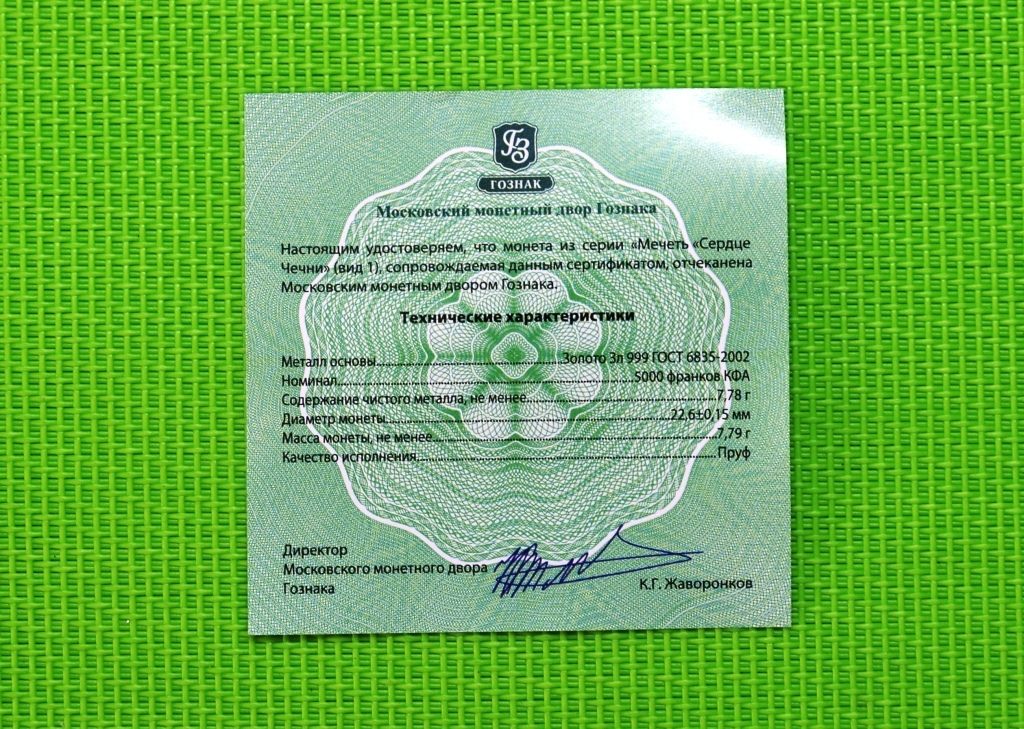 ГЗ
ГОЗНАК
Московский монетный двор Гознака
Настоящим удостоверяем, что монета из серии «Мечеть «Сердце
Чечни» (вид 1), сопровождаемая данным сертификатом, отчеканена
Московским монетным двором Гознака.
Технические характеристики
Металл основы...........................................Золото Зл 999 ГОСТ 6835-2002
Номинал.....................................................................5000 франков КФА
Содержание чистого металла, не менее............................................7,78 г
Диаметр монеты.................................................................22,6±0,15 мм
Масса монеты, не менее.................................................................7,79 г
Качество исполнения.....................................................................Пруф
Директор
Московского монетного двора
Гознака К.Г. Жаворонков